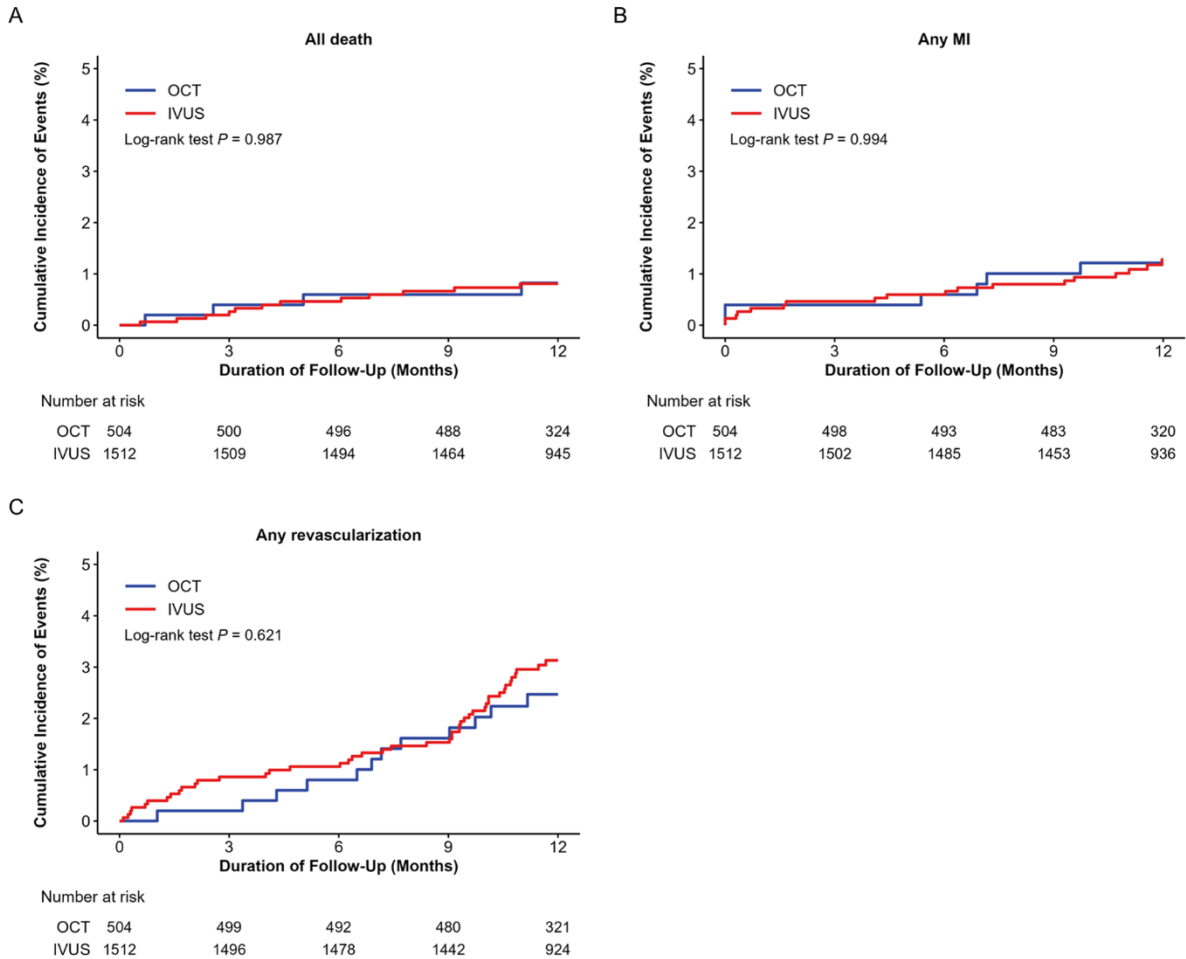 A
All death
Cumulative Incidence of Events (%)
5
4
3
2
1
0
OCT
IVUS
Log-rank test P = 0.987
0 3 6 9 12
Duration of Follow-Up (Months)
Number at risk
OCT 504 500 496 488 324
IVUS 1512 1509 1494 1464 945
B
Any MI
Cumulative Incidence of Events (%)
5
4
3
2
1
0
OCT
IVUS
Log-rank test P = 0.994
0 3 6 9 12
Duration of Follow-Up (Months)
Number at risk
OCT 504 498 493 483 320
IVUS 1512 1502 1485 1453 936
C
Any revascularization
Cumulative Incidence of Events (%)
5
4
3
2
1
0
OCT
IVUS
Log-rank test P = 0.621
0 3 6 9 12
Duration of Follow-Up (Months)
Number at risk
OCT 504 499 492 480 321
IVUS 1512 1496 1478 1442 924